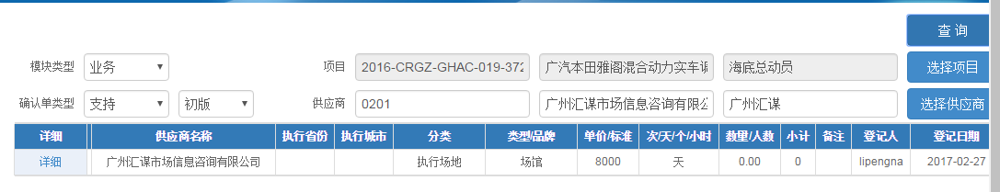 查 询
模块类型 业务 项目 2016-CRGZ-GHAC-019-372 广汽本田雅阁混合动力实车调 海底总动员 选择项目
确认单类型 支持 初版 供应商 0201 广州汇谋市场信息咨询有限公 广州汇谋 选择供应商
详细 供应商名称 执行省份 执行城市 分类 类型/品牌 单价/标准 次/天/个/小时 数量/人数 小计 备注 登记人 登记日期
详细 广州汇谋市场信息咨询有限公司 执行场地 场馆 8000 天 0.00 0 lipengna 2017-02-27